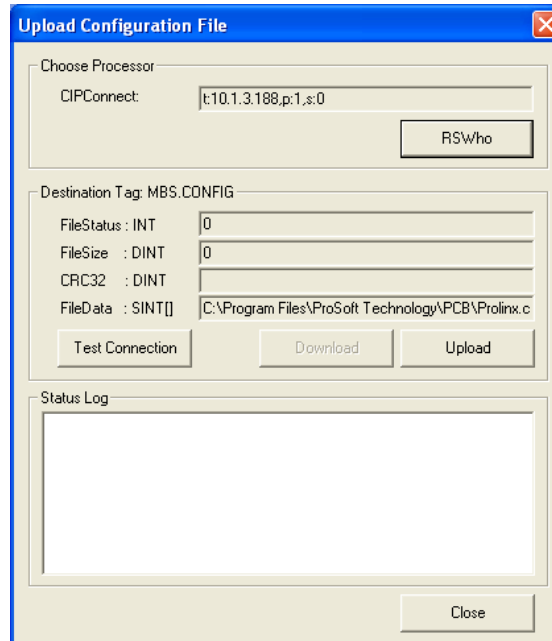 Upload Configuration File
Choose Processor
CIPConnect: t:10.1.3.188,p:1,s:0
RSWho
Destination Tag: MBS.CONFIG
FileStatus : INT 0
FileSize : DINT 0
CRC32 : DINT
FileData : SINT[] C:\Program Files\ProSoft Technology\PCB\Prolinx.c
Test Connection Download Upload
Status Log
Close